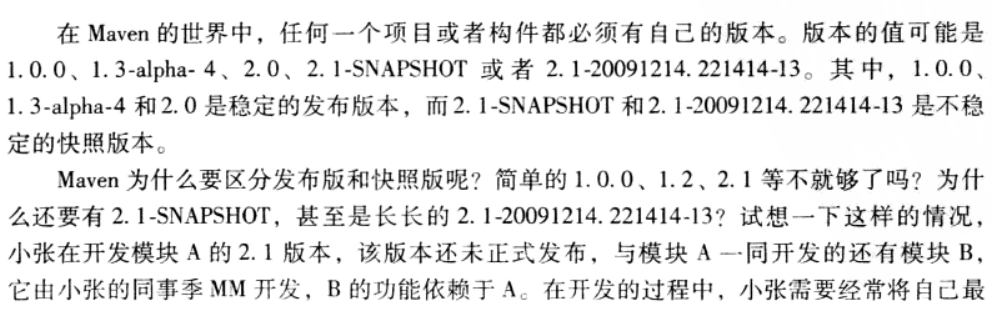 在 Maven 的世界中，任何一个项目或者构件都必须有自己的版本。版本的值可能是
1.0.0、1.3-alpha- 4、2.0、2.1-SNAPSHOT 或者 2.1-20091214.221414-13。其中，1.0.0、
1.3-alpha-4 和2.0 是稳定的发布版本，而2.1-SNAPSHOT 和2.1-20091214.221414-13 是不稳
定的快照版本。
Maven 为什么要区分发布版和快照版呢？简单的1.0.0、1.2、2.1 等不就够了吗？为什
么还要有 2.1-SNAPSHOT，甚至是长长的 2.1-20091214.221414-13？试想一下这样的情况，
小张在开发模块 A 的 2.1 版本，该版本还未正式发布，与模块 A 一同开发的还有模块 B，
它由小张的同事季 MM 开发，B 的功能依赖于 A。在开发的过程中，小张需要经常将自己最